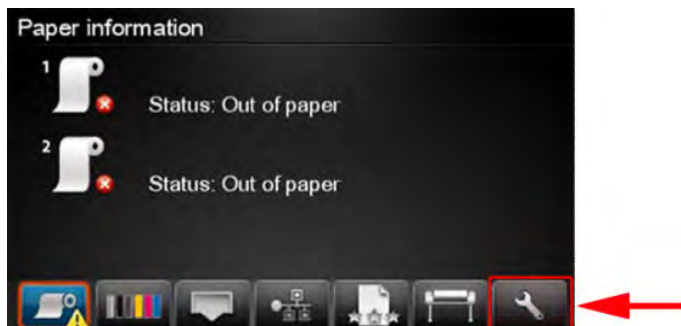 Paper information
1
Status: Out of paper
2
Status: Out of paper